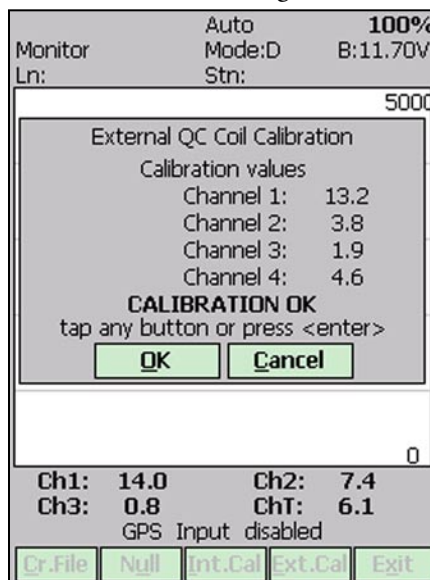 Auto 100%
Monitor Mode:D B:11.70V
Ln: Stn:
5000
External QC Coil Calibration
Calibration values
Channel 1: 13.2
Channel 2: 3.8
Channel 3: 1.9
Channel 4: 4.6
CALIBRATION OK
tap any button or press <enter>
OK Cancel
0
Ch1: 14.0 Ch2: 7.4
Ch3: 0.8 ChT: 6.1
GPS Input disabled
Cr.File Null Int.Cal Ext.Cal Exit